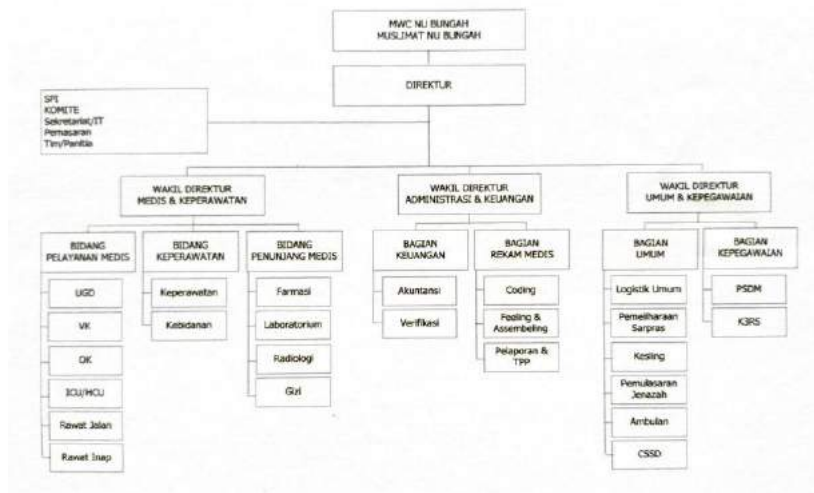 MWC NU BUNGAH
MUSLIMAT NU BUNGAH
DIREKTUR
SPI
KOMITE
Sekretariat/IT
Pemasaran
Tim/Panitia
WAKIL DIREKTUR
MEDIS & KEPERAWATAN
WAKIL DIREKTUR
ADMINISTRASI & KEUANGAN
WAKIL DIREKTUR
UMUM & KEPEGAWAIAN
BIDANG
PELAYANAN MEDIS
BIDANG
KEPERAWATAN
BIDANG
PENUNJANG MEDIS
BAGIAN
KEUANGAN
BAGIAN
REKAM MEDIS
BAGIAN
UMUM
BAGIAN
KEPEGAWAIAN
UGD
VK
OK
ICU/HCU
Rawat Jalan
Rawat Inap
Keperawatan
Kebidanan
Farmasi
Laboratorium
Radiologi
Gizi
Akuntansi
Verifikasi
Coding
Feeling &
Assembeling
Pelaporan &
TPP
Logistik Umum
Pemeliharaan
Sarpras
Kesling
Pemulasaran
Jenazah
Ambulan
CSSD
PSDM
K3RS